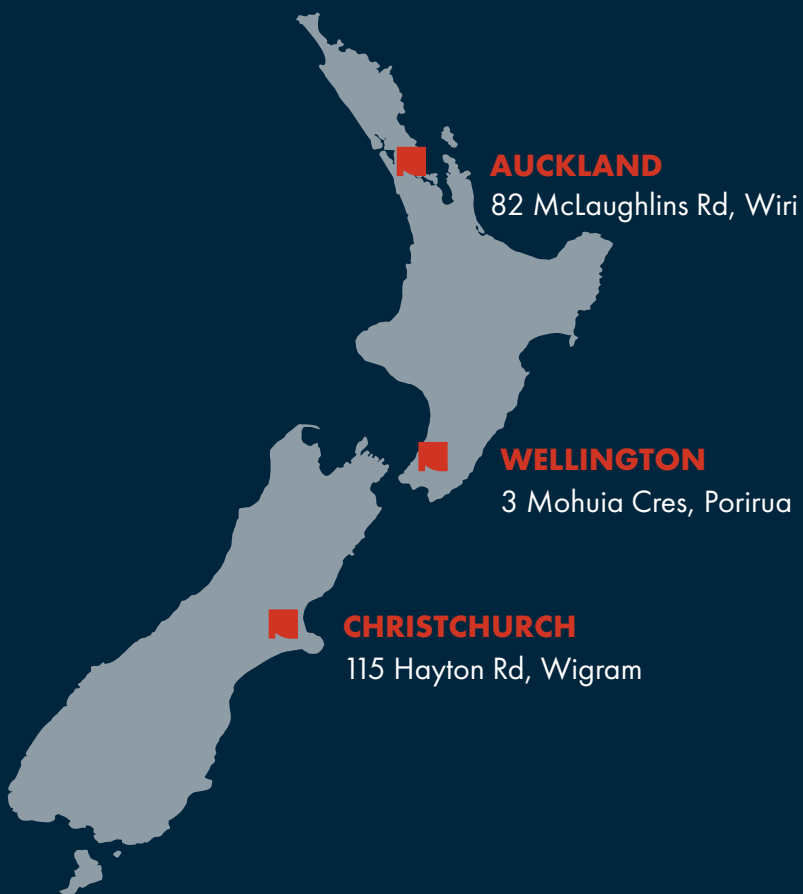 AUCKLAND
82 McLaughlins Rd, Wiri
WELLINGTON
3 Mohuia Cres, Porirua
CHRISTCHURCH
115 Hayton Rd, Wigram